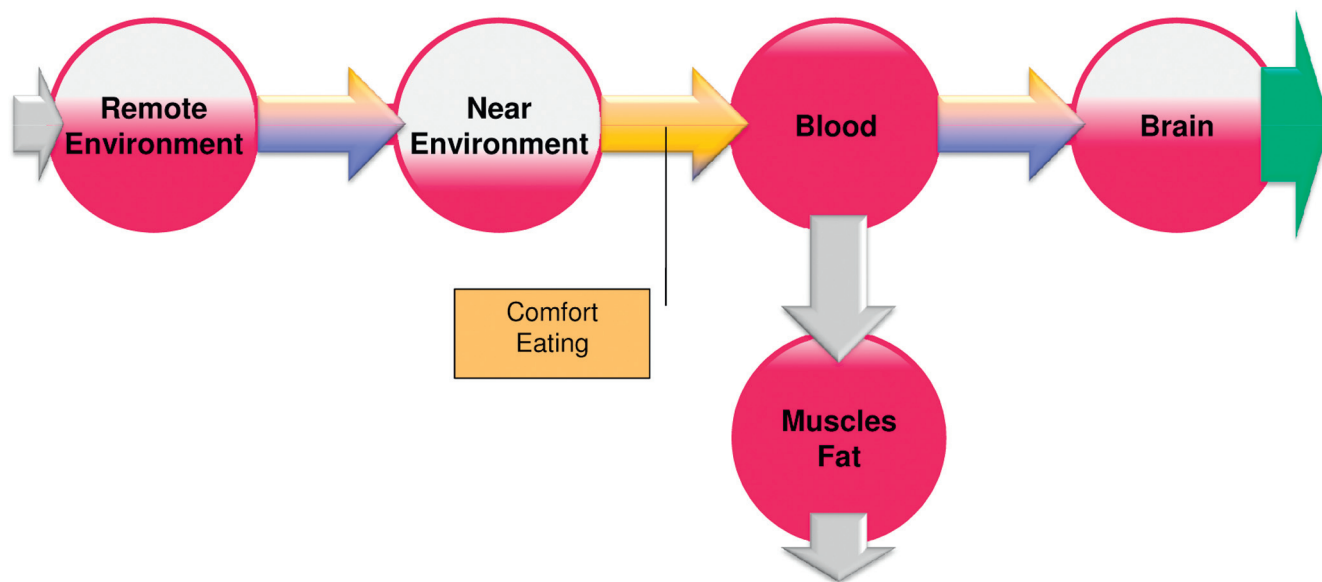 Remote
Environment
Near
Environment
Blood
Brain
Comfort
Eating
Muscles
Fat